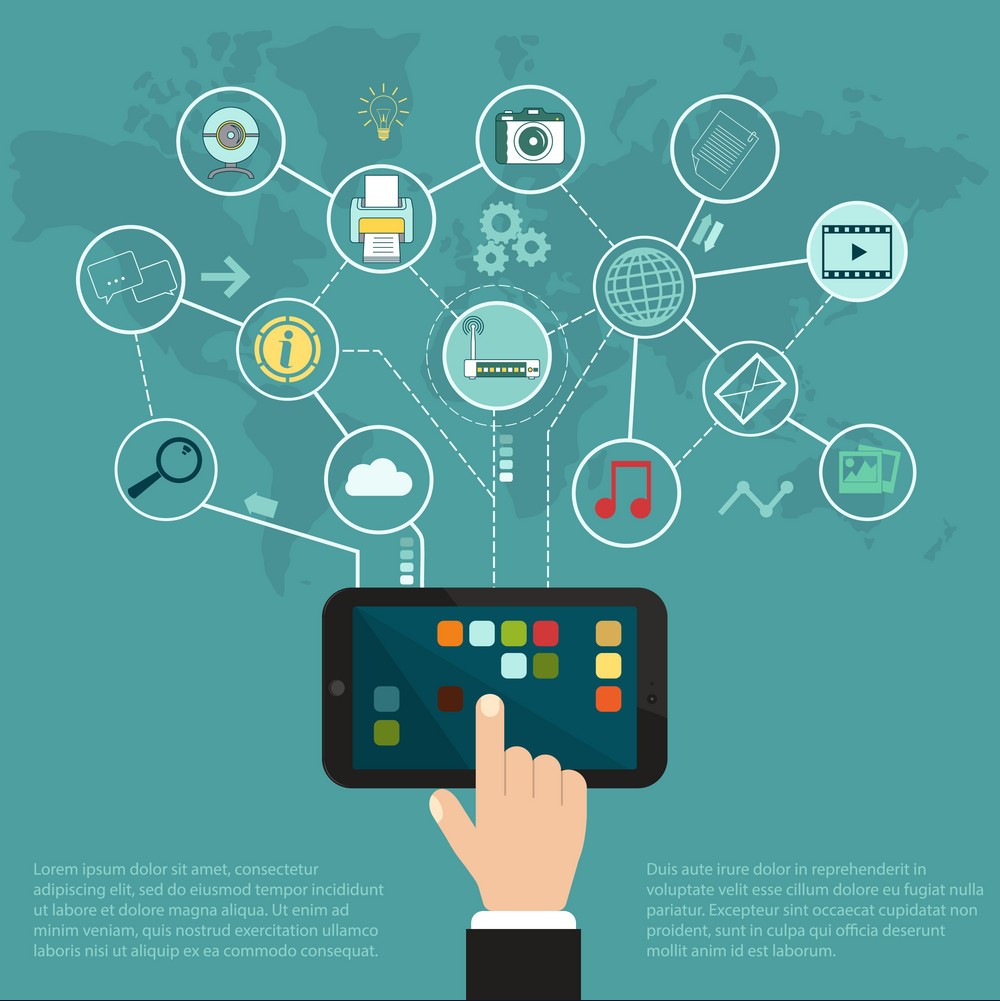 i
Lorem ipsum dolor sit amet, consectetur
adipiscing elit, sed do eiusmod tempor incididunt
ut labore et dolore magna aliqua. Ut enim ad
minim veniam, quis nostrud exercitation ullamco
laboris nisi ut aliquip ex ea commodo consequat.
Duis aute irure dolor in reprehenderit in
voluptate velit esse cillum dolore eu fugiat nulla
pariatur. Excepteur sint occaecat cupidatat non
proident, sunt in culpa qui officia deserunt
mollit anim id est laborum.